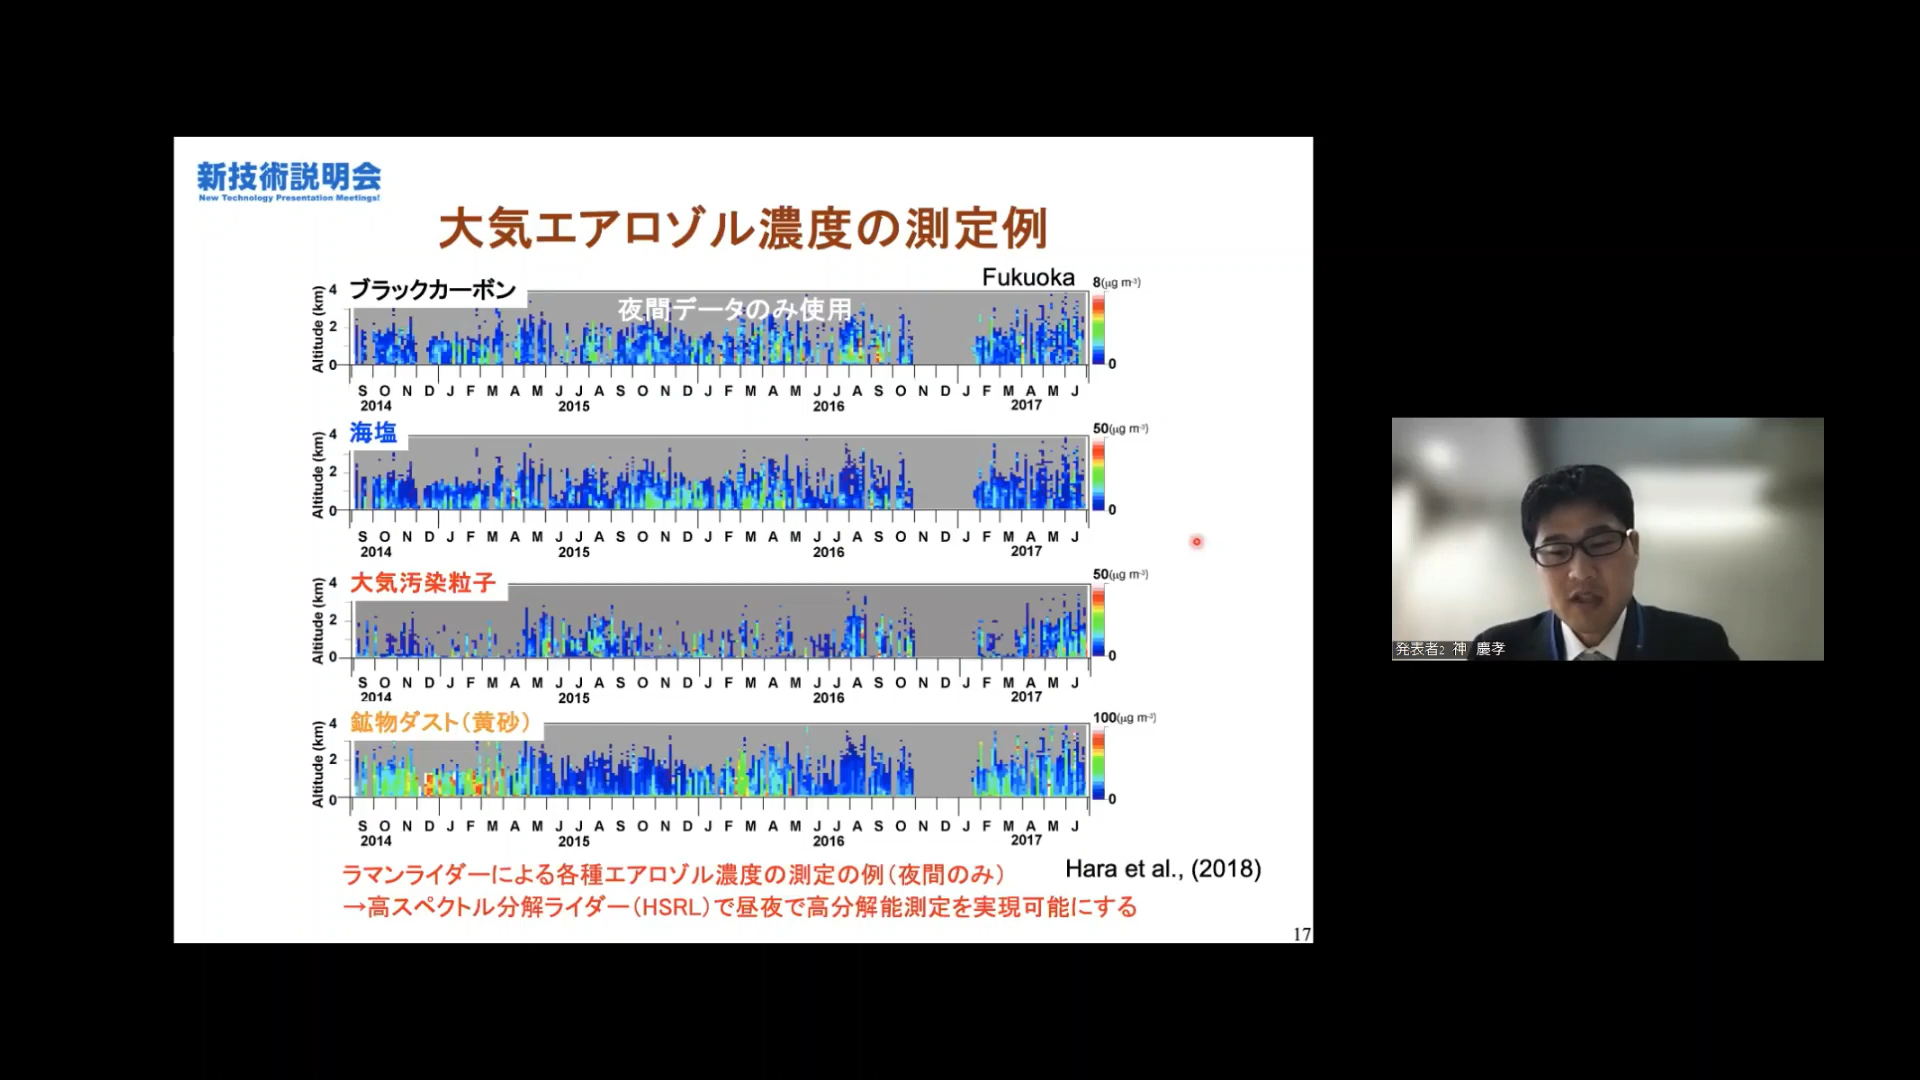 新技術説明会
New Technology Presentation Meetings!
大気エアロゾル濃度の測定例
Fukuoka
ブラックカーボン
夜間データのみ使用
8(μg m-3)
0
Altitude (km)
4
2
0
S O N D J F M A M J J A S O N D J F M A M J J A S O N D J F M A M J
2014 2015 2016 2017
海塩
50(μg m-3)
0
Altitude (km)
4
2
0
S O N D J F M A M J J A S O N D J F M A M J J A S O N D J F M A M J
2014 2015 2016 2017
大気汚染粒子
50(μg m-3)
0
Altitude (km)
4
2
0
S O N D J F M A M J J A S O N D J F M A M J J A S O N D J F M A M J
2014 2015 2016 2017
鉱物ダスト(黄砂)
100(μg m-3)
0
Altitude (km)
4
2
0
S O N D J F M A M J J A S O N D J F M A M J J A S O N D J F M A M J
2014 2015 2016 2017
ラマンライダーによる各種エアロゾル濃度の測定の例(夜間のみ)
Hara et al., (2018)
→高スペクトル分解ライダー(HSRL)で昼夜で高分解能測定を実現可能にする
17
発表者2 神 慶孝